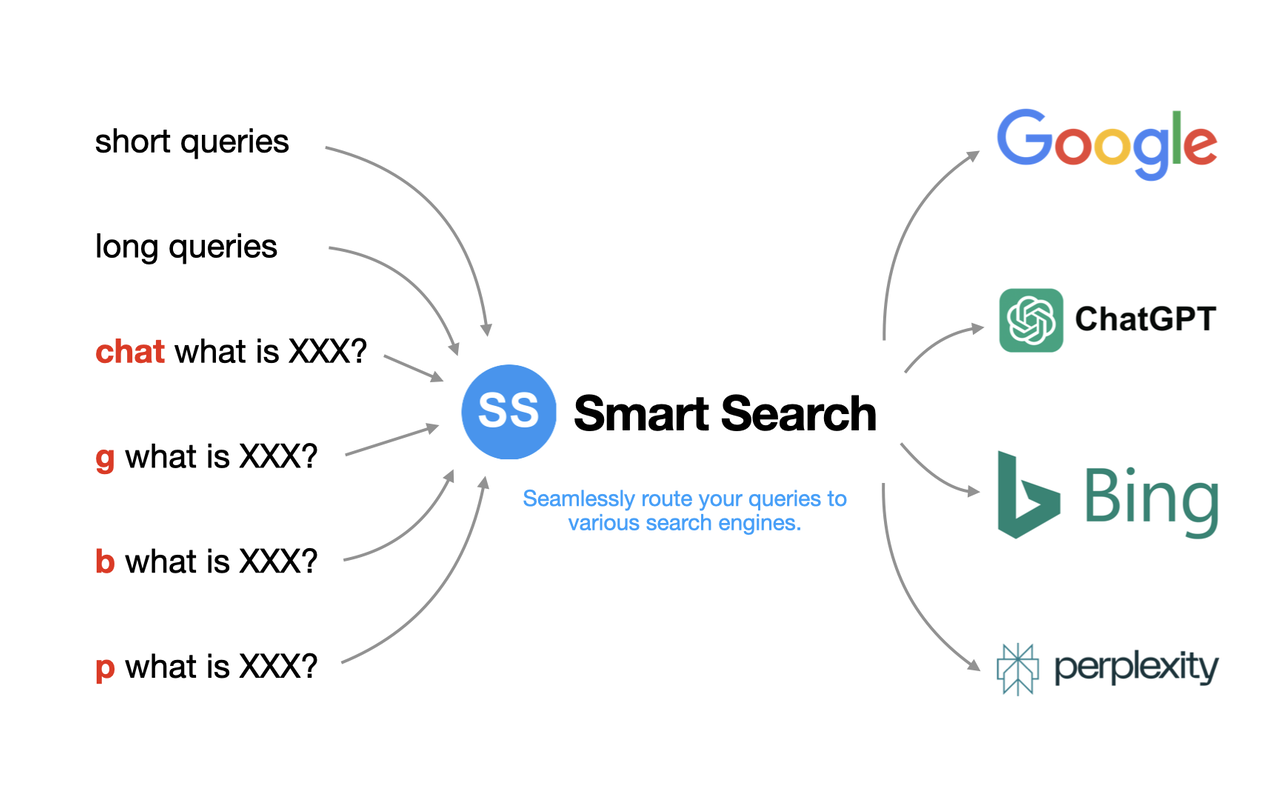 short queries
long queries
chat what is XXX?
g what is XXX?
b what is XXX?
p what is XXX?
SS Smart Search
Seamlessly route your queries to
various search engines.
Google
ChatGPT
Bing
perplexity